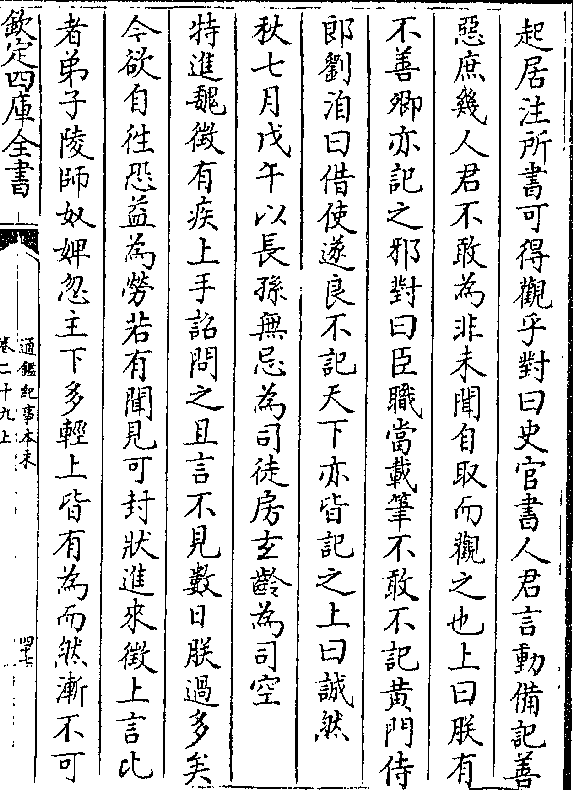 起居注所書可得觀乎對曰史官書人君言動備記善
惡庶幾人君不敢為非未聞自取而觀之也上曰朕有
不善卿亦記之邪對曰臣職當載筆不敢不記黃門侍
郎劉洎曰借使遂良不記天下亦皆記之上曰誠然
秋七月戊午以長孫無忌為司徒房玄齡為司空
特進魏徵有疾上手詔問之且言不見數日朕過多矣
今欲自往恐益為勞若有聞見可封狀進來徵上言比
者弟子陵師奴婢忽主下多輕上皆有為而然漸不可
欽定四庫全書
通鑑紀事本末
卷二十九上
四十七